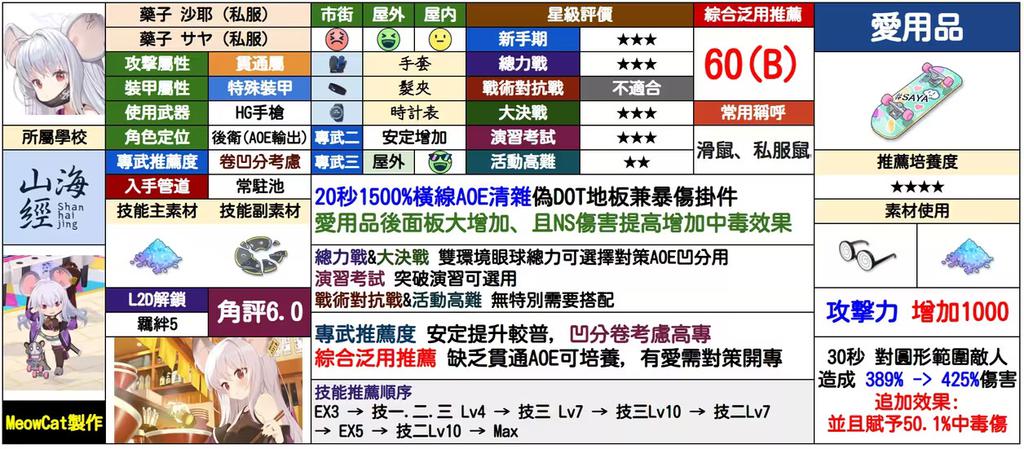 藥子 沙耶（私服）
藥子 サヤ（私服）
攻擊屬性 貫通屬
裝甲屬性 特殊裝甲
使用武器 HG手槍
角色定位 後衛(AOE輸出)
專武推薦度 卷凹分考慮
入手管道 常駐池
技能主素材 技能副素材
所屬學校
山海
經
Shan
hai
jing
L2D解鎖
羈絆5
角評6.0
MeowCat製作
市街 屋外 屋內
手套
髮夾
時計表
專武二 安定增加
專武三 屋外
星級評價
新手期 ★★★
總力戰 ★★★
戰術對抗戰 不適合
大決戰 ★★★
演習考試 ★★★
活動高難 ★★
綜合泛用推薦
60(B)
常用稱呼
滑鼠、私服鼠
20秒1500%橫線AOE清雜偽DOT地板兼暴傷掛件
愛用品後面板大增加、且NS傷害提高增加中毒效果
總力戰&大決戰 雙環境眼球總力可選擇對策AOE凹分用
演習考試 突破演習可選用
戰術對抗戰&活動高難 無特別需要搭配
專武推薦度 安定提升較普，凹分卷考慮高專
綜合泛用推薦 缺乏貫通AOE可培養，有愛需對策開專
技能推薦順序
EX3 → 技一.二.三 Lv4 → 技三 Lv7 → 技三Lv10 → 技二Lv7
→ EX5 → 技二Lv10 → Max
愛用品
#SAYA
推薦培養度
★★★★
素材使用
攻擊力 增加1000
30秒 對圓形範圍敵人
造成 389% -> 425%傷害
追加效果:
並且賦予50.1%中毒傷